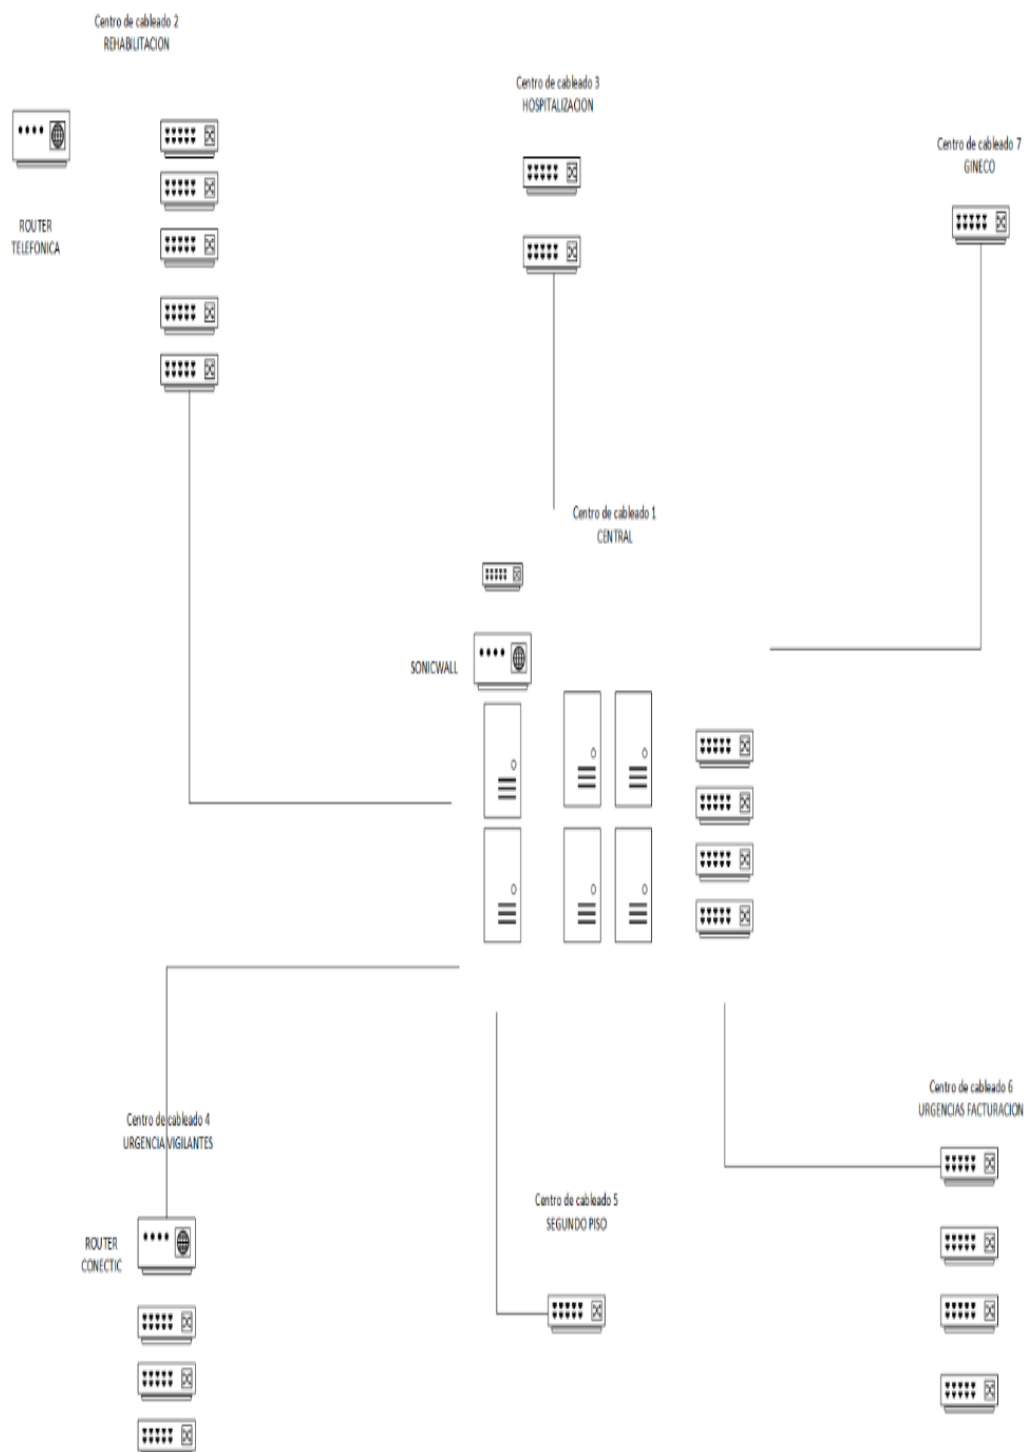 Centro de cableado 2
REHABILITACION
Centro de cableado 3
HOSPITALIZACION
Centro de cableado 7
GINECO
ROUTER
TELEFONICA
Centro de cableado 1
CENTRAL
SONICWALL
Centro de cableado 4
URGENCIA VIGILANTES
Centro de cableado 6
URGENCIAS FACTURACION
Centro de cableado 5
SEGUNDO PISO
ROUTER
CONECTIC